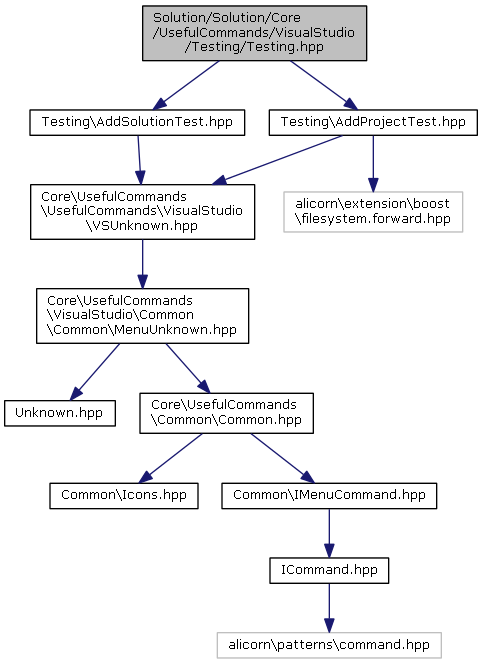 Solution/Solution/Core
/UsefulCommands/VisualStudio
/Testing/Testing.hpp
Testing\AddSolutionTest.hpp
Testing\AddProjectTest.hpp
Core\UsefulCommands
\UsefulCommands\VisualStudio
\VSUnknown.hpp
alicorn\extension\boost
\filesystem.forward.hpp
Core\UsefulCommands
\VisualStudio\Common
\Common\MenuUnknown.hpp
Unknown.hpp
Core\UsefulCommands
\Common\Common.hpp
Common\Icons.hpp
Common\IMenuCommand.hpp
ICommand.hpp
alicorn\patterns\command.hpp